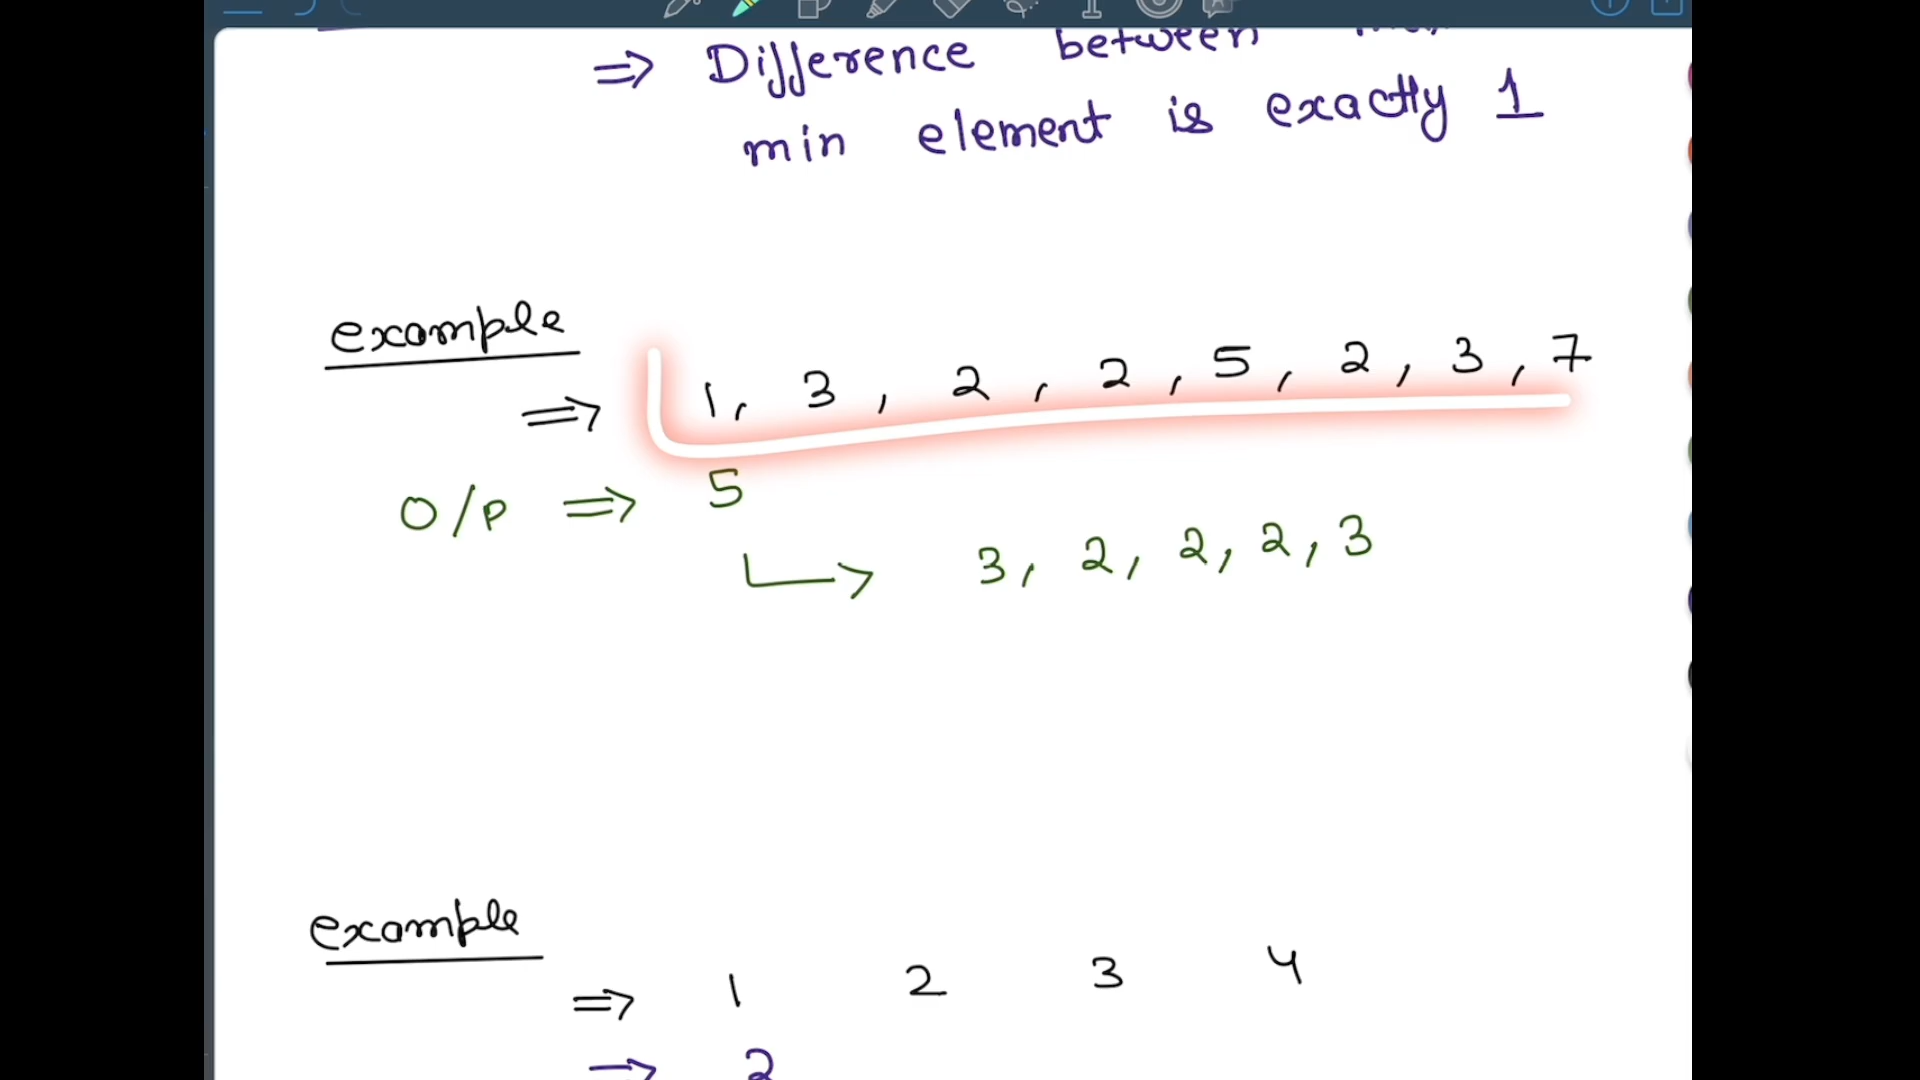 => Difference between
min element is exactly 1
example
=> 1, 3, 2, 2, 5, 2, 3, 7
O/P => 5
3, 2, 2, 2, 3
example
=> 1 2 3 4
=> 2